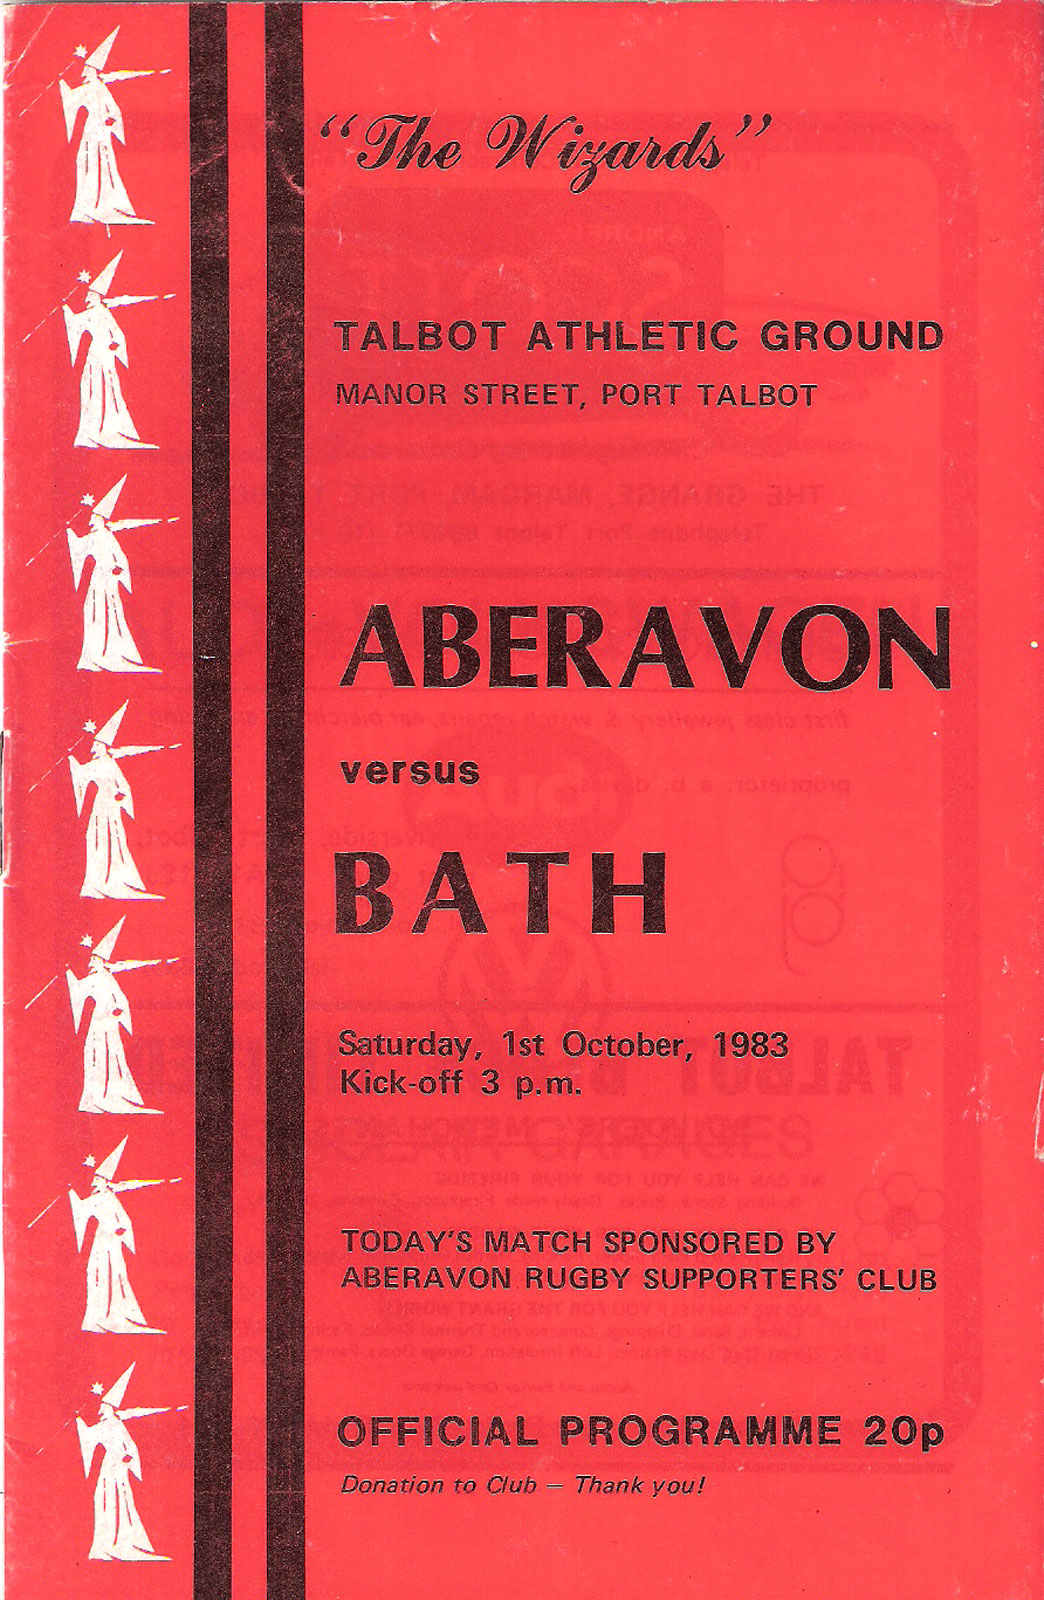 "The Wizards"
TALBOT ATHLETIC GROUND
MANOR STREET, PORT TALBOT
ABERAVON
versus
BATH
Saturday, 1st October, 1983
Kick-off 3 p.m.
TODAY'S MATCH SPONSORED BY
ABERAVON RUGBY SUPPORTERS' CLUB
OFFICIAL PROGRAMME 20p
Donation to Club — Thank you!